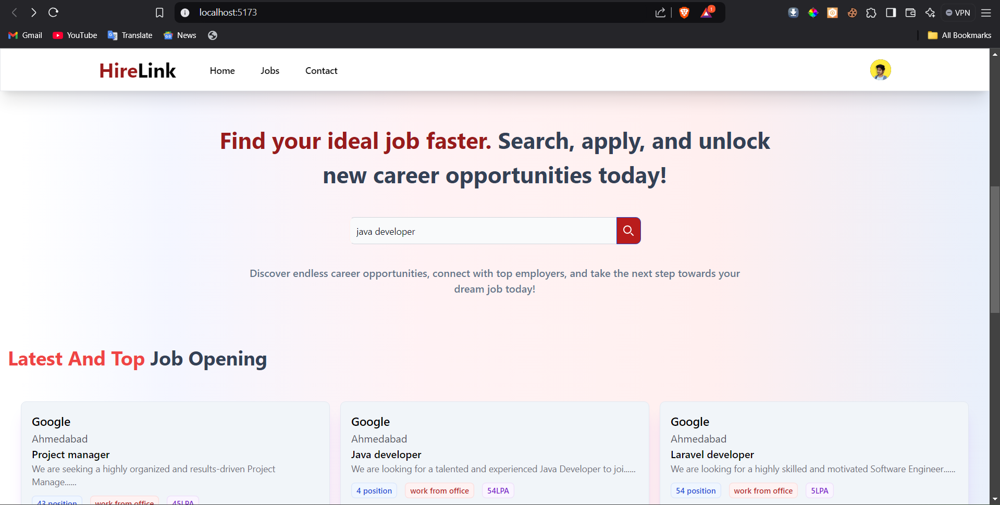 localhost:5173
1
VPN
Gmail
YouTube
Translate
News
All Bookmarks
HireLink
Home
Jobs
Contact
Find your ideal job faster. Search, apply, and unlock
new career opportunities today!
java developer
Discover endless career opportunities, connect with top employers, and take the next step towards your
dream job today!
Latest And Top Job Opening
Google
Ahmedabad
Project manager
We are seeking a highly organized and results-driven Project
Manage......
43 position
work from office
45LPA
Google
Ahmedabad
Java developer
We are looking for a talented and experienced Java Developer to joi......
4 position
work from office
54LPA
Google
Ahmedabad
Laravel developer
We are looking for a highly skilled and motivated Software Engineer......
54 position
work from office
5LPA